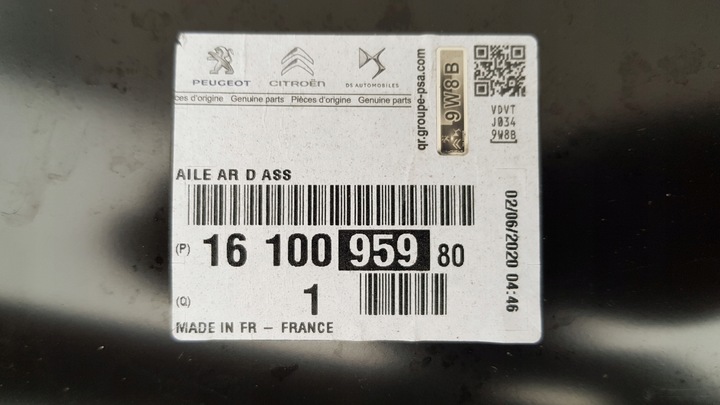 PEUGEOT CITROËN DS AUTOMOBILES
ces d'origine Genuine parts Pièces d'origine Genuine parts
qr.groupe-psa.com
9W8B
VDVT
J034
9W8B
AILE AR D ASS
(P) 16 100 959 80
(Q) 1
MADE IN FR – FRANCE
02/06/2020 04:46